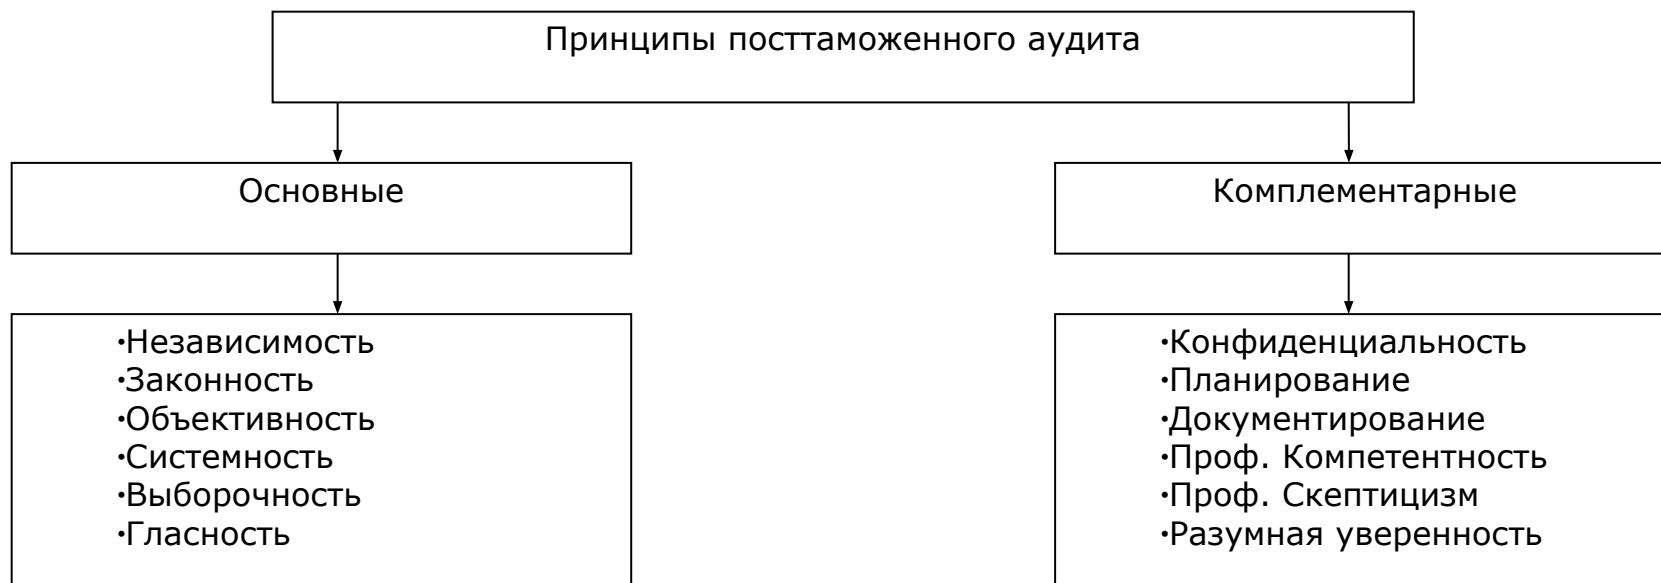 Принципы посттаможенного аудита
Основные
Комплементарные
·Независимость
·Законность
·Объективность
·Системность
·Выборочность
·Гласность
·Конфиденциальность
·Планирование
·Документирование
·Проф. Компетентность
·Проф. Скептицизм
·Разумная уверенность